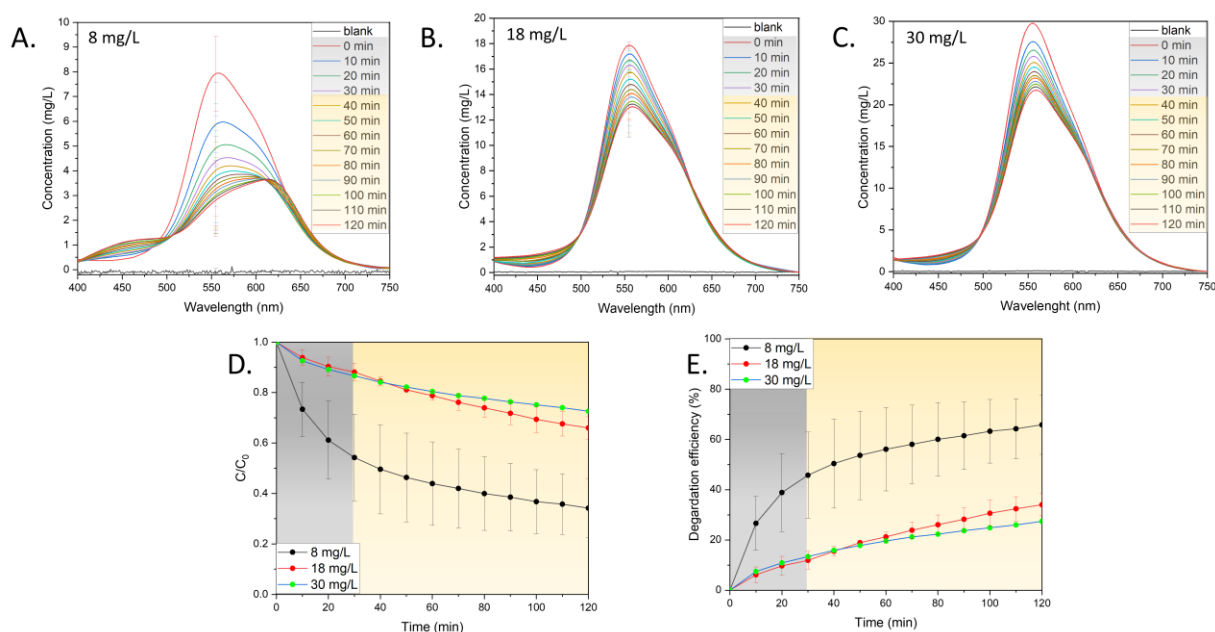 A.
8 mg/L
Concentration (mg/L)
10
9
8
7
6
5
4
3
2
1
0
400 450 500 550 600 650 700 750
Wavelength (nm)
blank
0 min
10 min
20 min
30 min
40 min
50 min
60 min
70 min
80 min
90 min
100 min
110 min
120 min
B.
18 mg/L
Concentration (mg/L)
20
18
16
14
12
10
8
6
4
2
0
400 450 500 550 600 650 700 750
Wavelength (nm)
blank
0 min
10 min
20 min
30 min
40 min
50 min
60 min
70 min
80 min
90 min
100 min
110 min
120 min
C.
30 mg/L
Concentration (mg/L)
30
25
20
15
10
5
0
400 450 500 550 600 650 700 750
Wavelenght (nm)
blank
0 min
10 min
20 min
30 min
40 min
50 min
60 min
70 min
80 min
90 min
100 min
110 min
120 min
D.
C/C0
1.0
0.8
0.6
0.4
0.2
0.0
0 20 40 60 80 100 120
Time (min)
8 mg/L
18 mg/L
30 mg/L
E.
Degardation efficiency (%)
100
80
60
40
20
0
0 20 40 60 80 100 120
Time (min)
8 mg/L
18 mg/L
30 mg/L